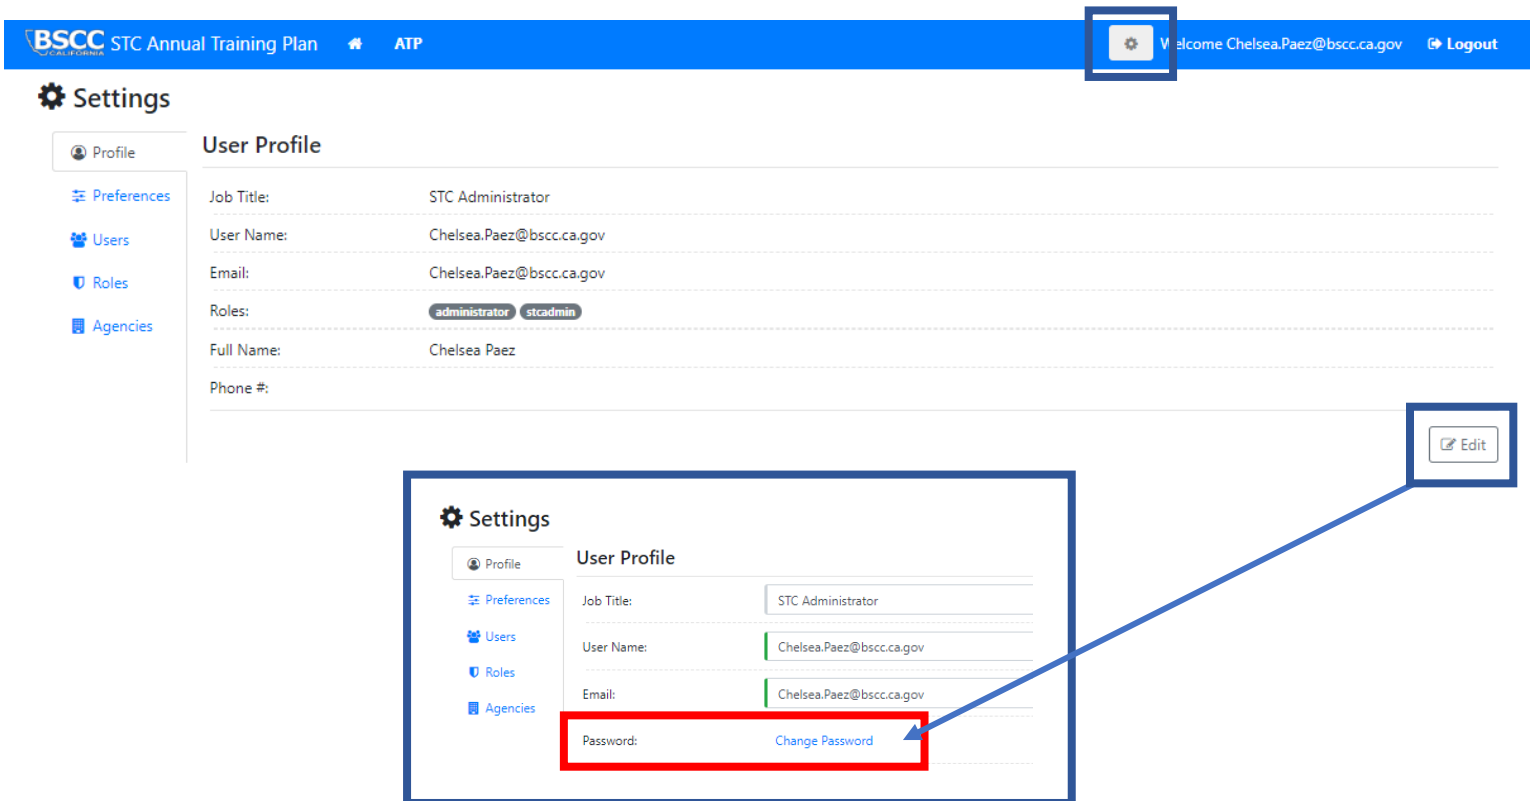 BSCC STC Annual Training Plan ATP Welcome Chelsea.Paez@bscc.ca.gov Logout
CALIFORNIA
Settings
Profile
Preferences
Users
Roles
Agencies
User Profile
Job Title: STC Administrator
User Name: Chelsea.Paez@bscc.ca.gov
Email: Chelsea.Paez@bscc.ca.gov
Roles: administrator stcadmin
Full Name: Chelsea Paez
Phone #:
Edit
Settings
Profile
Preferences
Users
Roles
Agencies
User Profile
Job Title: STC Administrator
User Name: Chelsea.Paez@bscc.ca.gov
Email: Chelsea.Paez@bscc.ca.gov
Password: Change Password